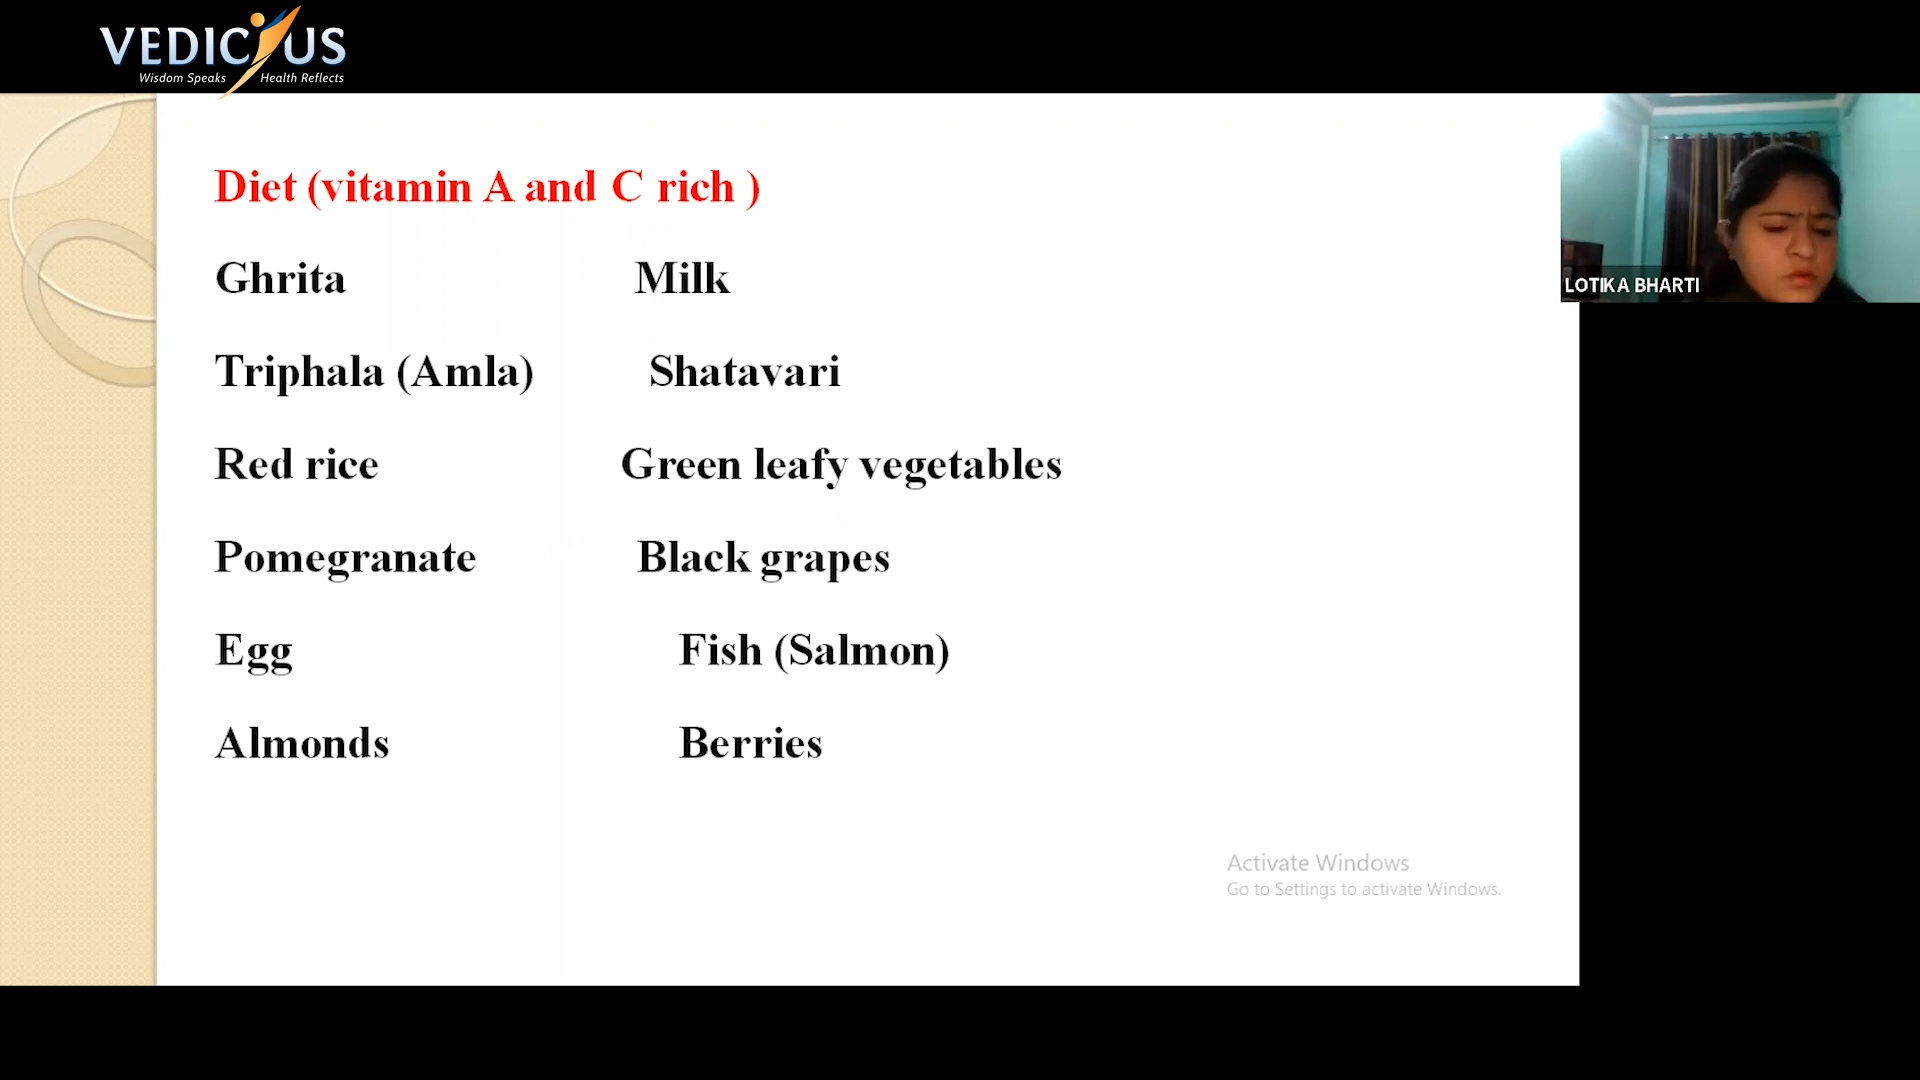 VEDICIUS
Wisdom Speaks Health Reflects
Diet (vitamin A and C rich )
Ghrita Milk
Triphala (Amla) Shatavari
Red rice Green leafy vegetables
Pomegranate Black grapes
Egg Fish (Salmon)
Almonds Berries
LOTIKA BHARTI
Activate Windows
Go to Settings to activate Windows.